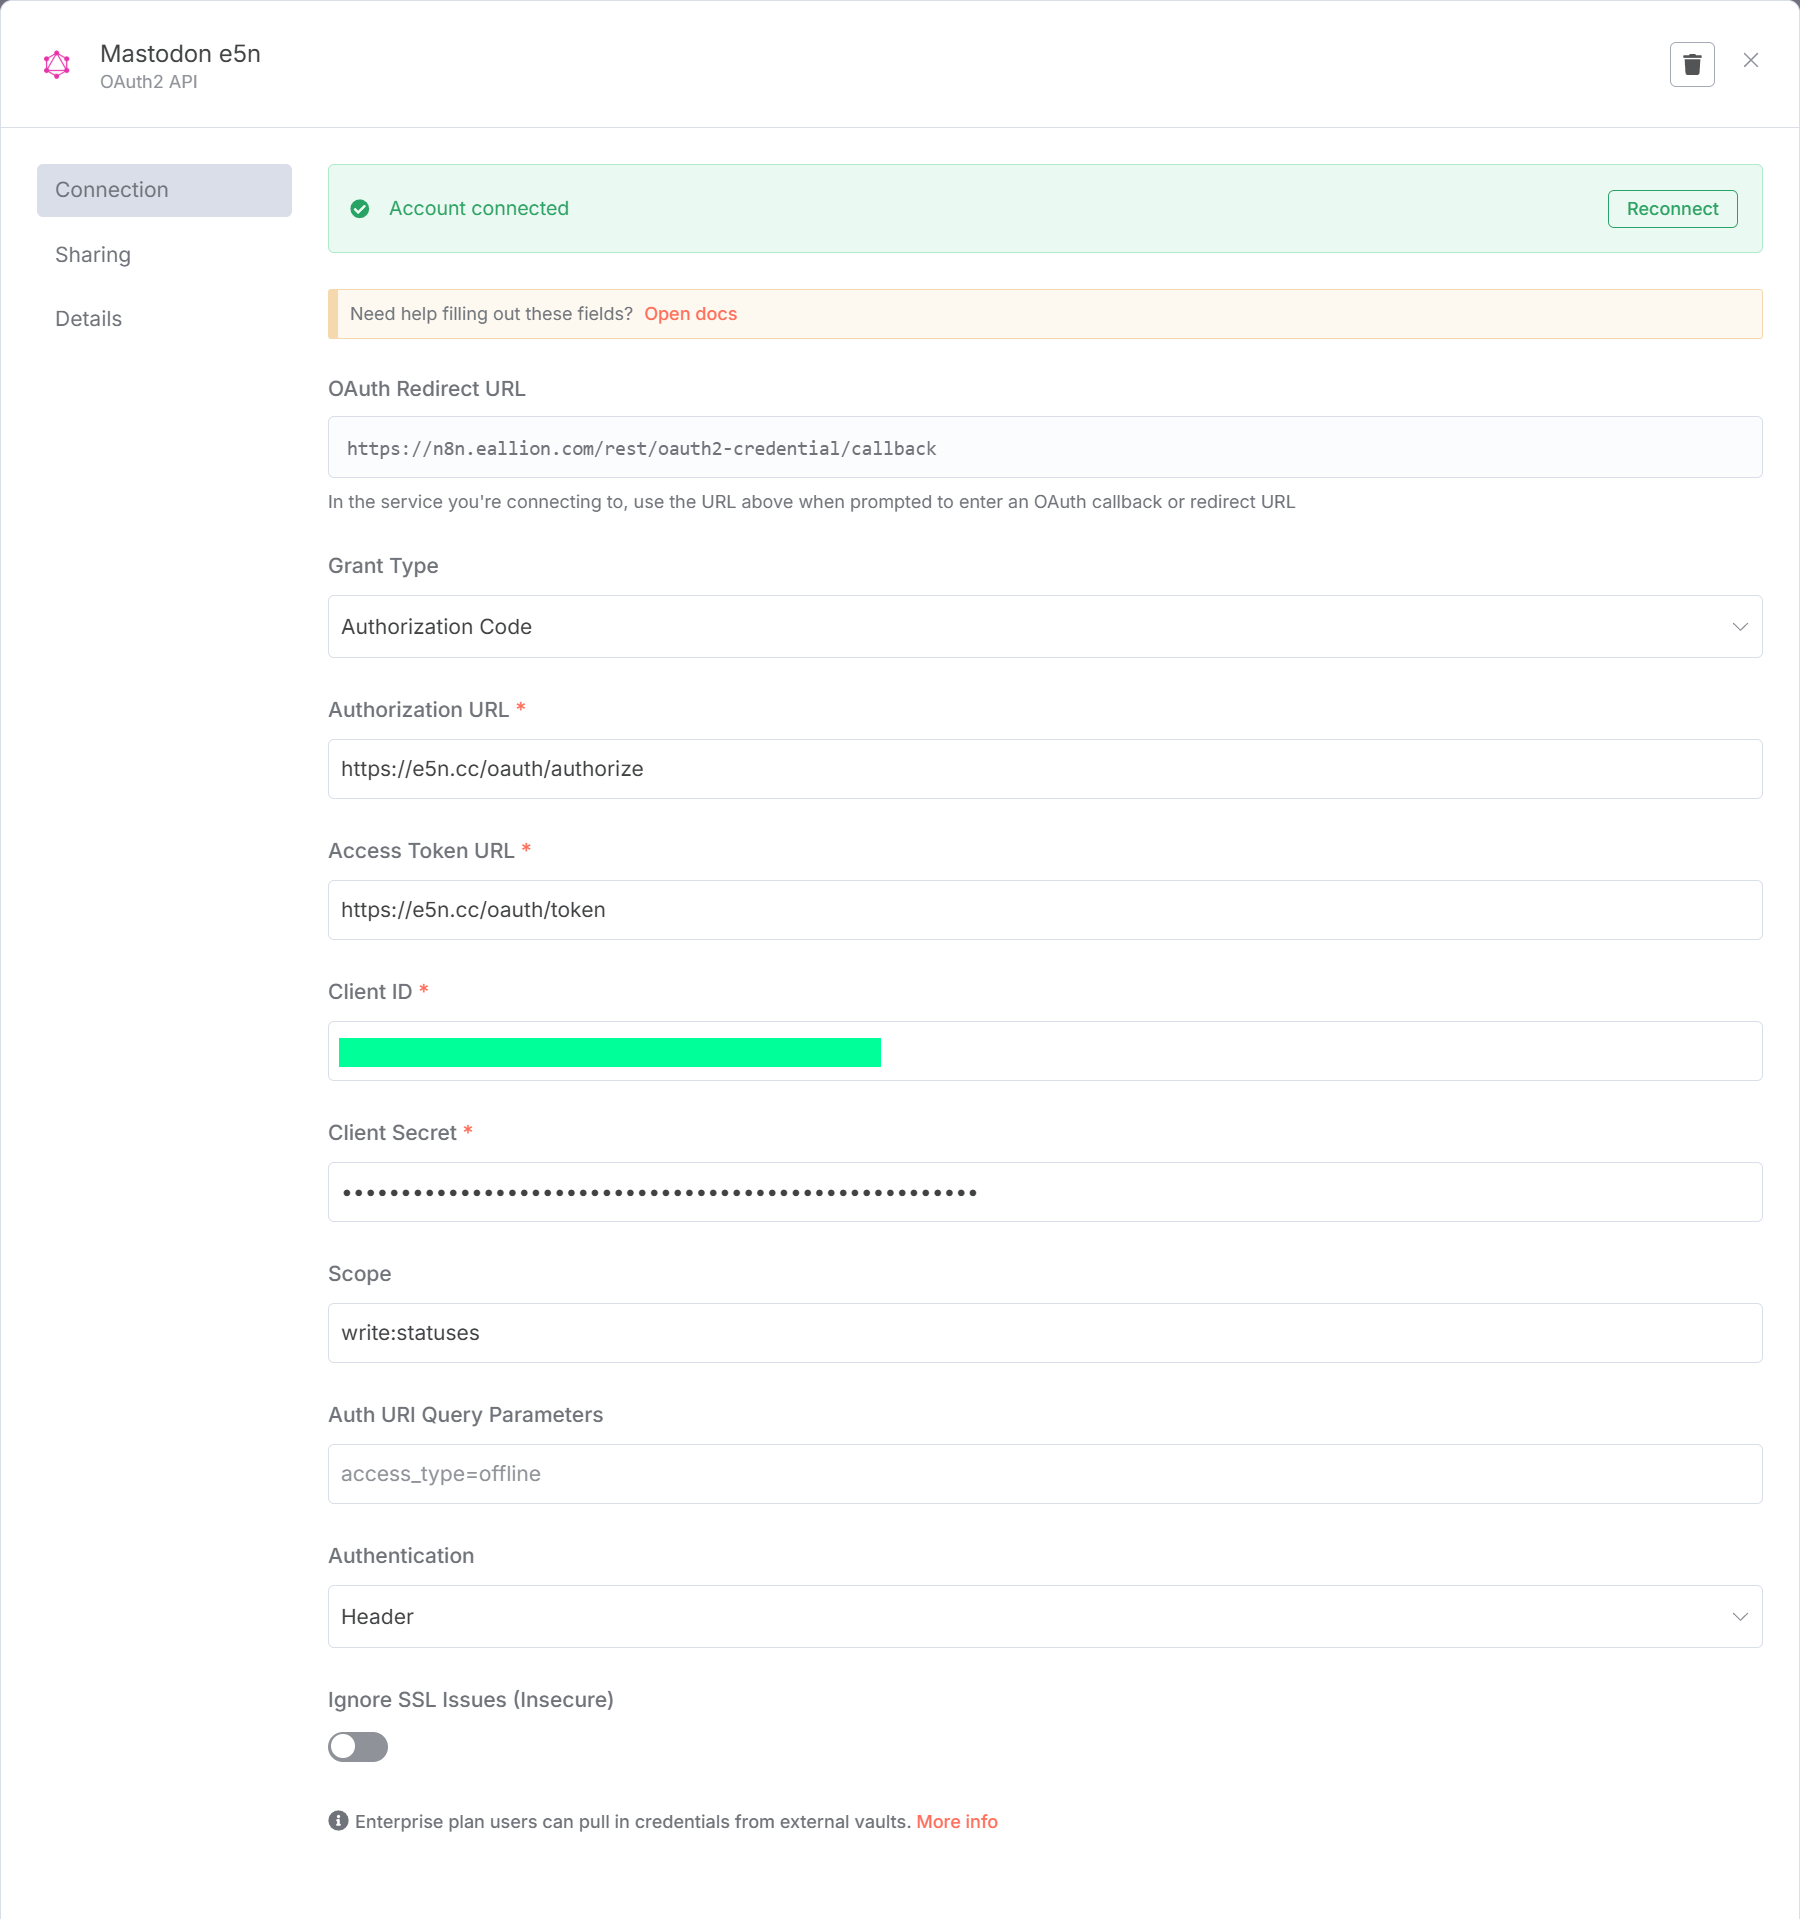 Mastodon e5n
OAuth2 API
Connection
Sharing
Details
Account connected
Reconnect
Need help filling out these fields? Open docs
OAuth Redirect URL
https://n8n.eallion.com/rest/oauth2-credential/callback
In the service you're connecting to, use the URL above when prompted to enter an OAuth callback or redirect URL
Grant Type
Authorization Code
Authorization URL *
https://e5n.cc/oauth/authorize
Access Token URL *
https://e5n.cc/oauth/token
Client ID *
Client Secret *
••••••••••••••••••••••••••••••••••••••••••••••••••••••
Scope
write:statuses
Auth URI Query Parameters
access_type=offline
Authentication
Header
Ignore SSL Issues (Insecure)
Enterprise plan users can pull in credentials from external vaults. More info